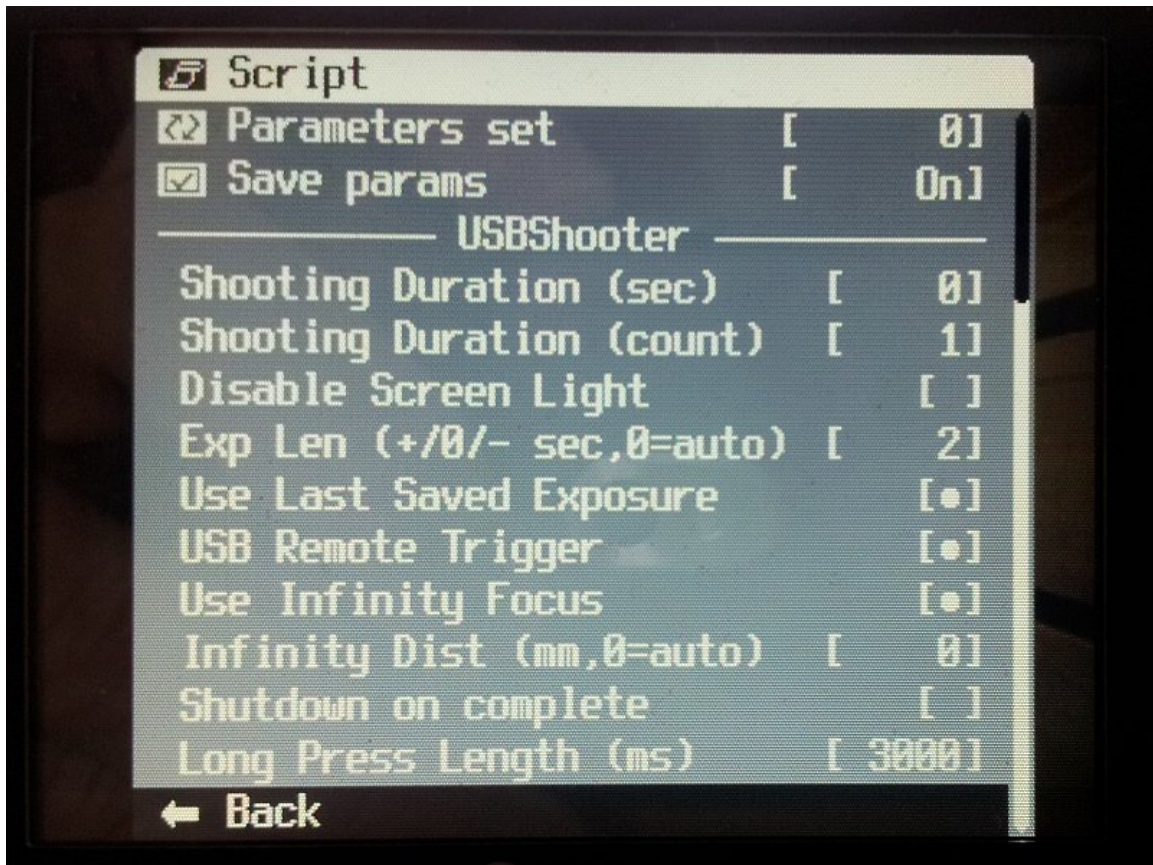 Script
Parameters set [ 0]
Save params [ On]
USBShooter
Shooting Duration (sec) [ 0]
Shooting Duration (count) [ 1]
Disable Screen Light [ ]
Exp Len (+/0/- sec,0=auto) [ 2]
Use Last Saved Exposure [•]
USB Remote Trigger [•]
Use Infinity Focus [•]
Infinity Dist (mm,0=auto) [ 0]
Shutdown on complete [ ]
Long Press Length (ms) [ 3000]
← Back